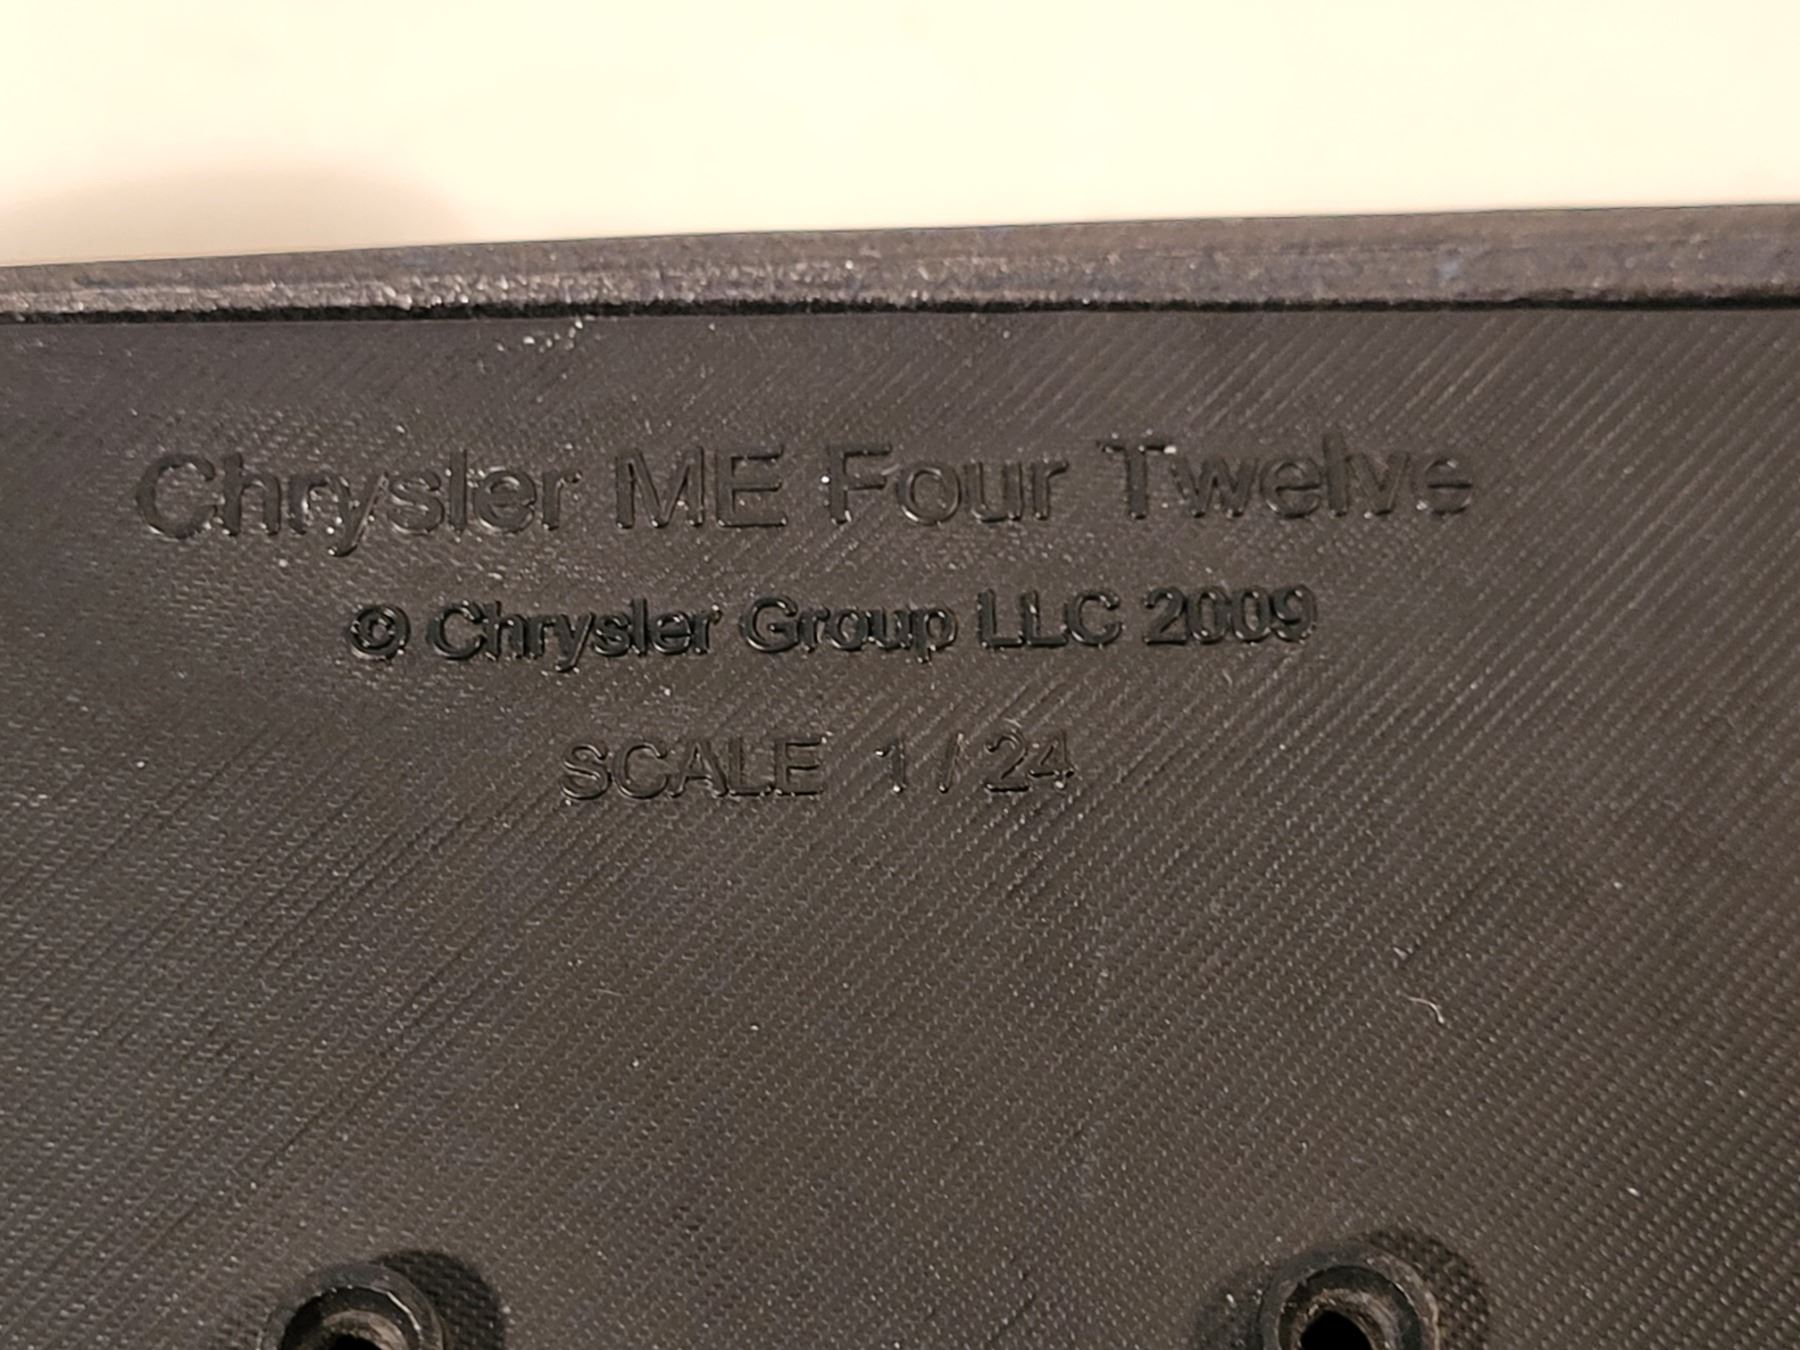 Chrysler ME Four Twelve
© Chrysler Group LLC 2009
SCALE 1 / 24